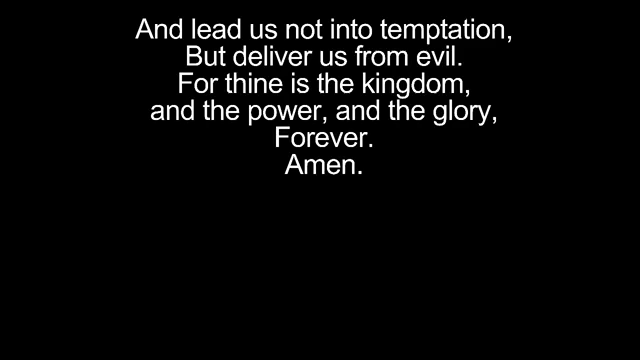 And lead us not into temptation,
But deliver us from evil.
For thine is the kingdom,
and the power, and the glory,
Forever.
Amen.